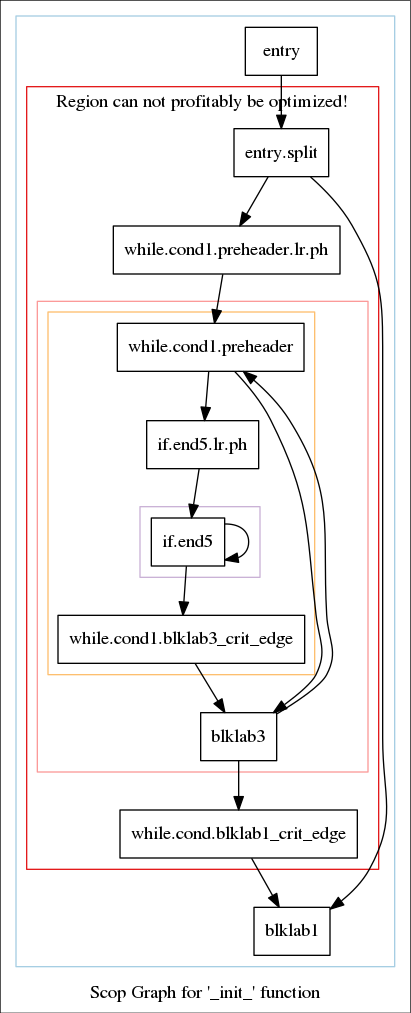 entry
Region can not profitably be optimized!
entry.split
while.cond1.preheader.lr.ph
while.cond1.preheader
if.end5.lr.ph
if.end5
while.cond1.blklab3_crit_edge
blklab3
while.cond.blklab1_crit_edge
blklab1
Scop Graph for '_init_' function